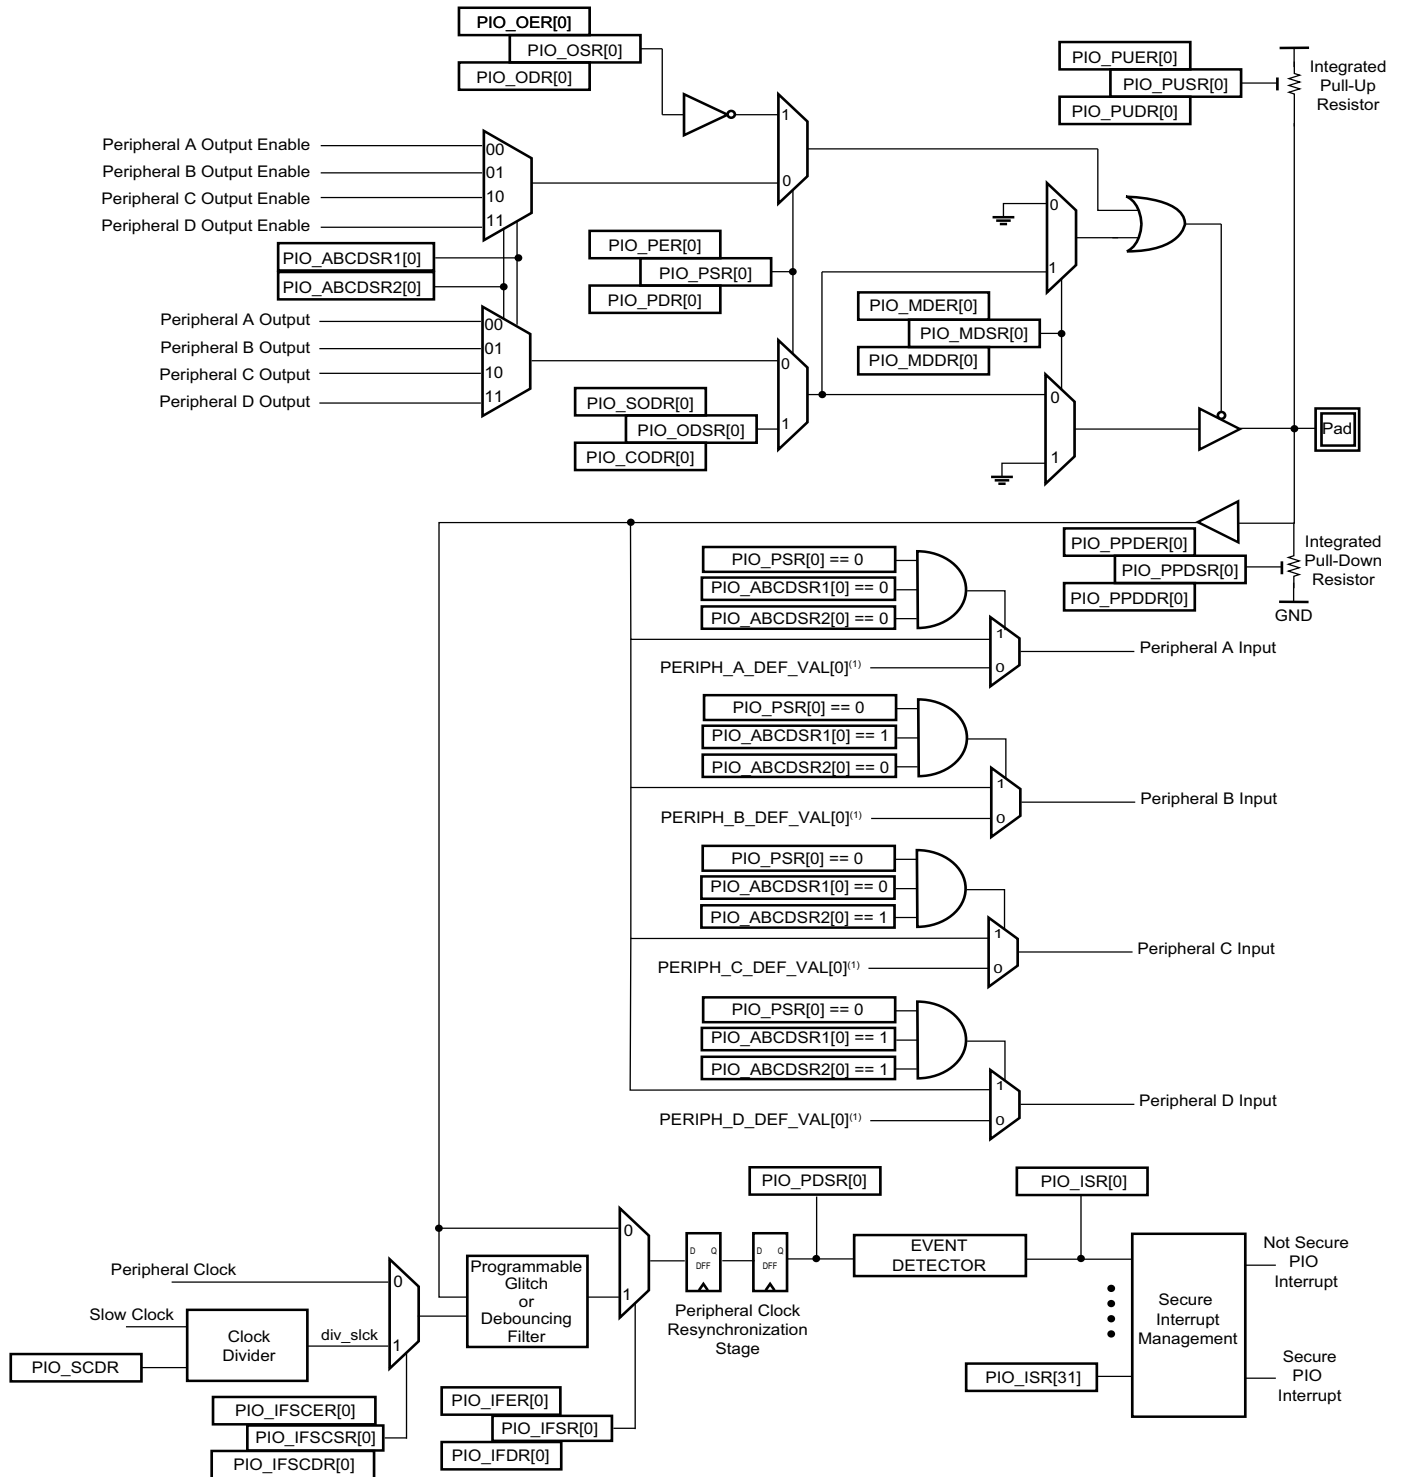 PIO_OER[0]
PIO_OSR[0]
PIO_ODR[0]
PIO_PUER[0]
PIO_PUSR[0]
PIO_PUDR[0]
Integrated
Pull-Up
Resistor
1
0
Peripheral A Output Enable
Peripheral B Output Enable
Peripheral C Output Enable
Peripheral D Output Enable
00
01
10
11
PIO_ABCDSR1[0]
PIO_ABCDSR2[0]
PIO_PER[0]
PIO_PSR[0]
PIO_PDR[0]
0
1
PIO_MDER[0]
PIO_MDSR[0]
PIO_MDDR[0]
Peripheral A Output
Peripheral B Output
Peripheral C Output
Peripheral D Output
00
01
10
11
0
1
PIO_SODR[0]
PIO_ODSR[0]
PIO_CODR[0]
0
1
Pad
PIO_PPDER[0]
PIO_PPDSR[0]
PIO_PPDDR[0]
Integrated
Pull-Down
Resistor
GND
PIO_PSR[0] == 0
PIO_ABCDSR1[0] == 0
PIO_ABCDSR2[0] == 0
1
0
PERIPH_A_DEF_VAL[0](1)
Peripheral A Input
PIO_PSR[0] == 0
PIO_ABCDSR1[0] == 1
PIO_ABCDSR2[0] == 0
1
0
PERIPH_B_DEF_VAL[0](1)
Peripheral B Input
PIO_PSR[0] == 0
PIO_ABCDSR1[0] == 0
PIO_ABCDSR2[0] == 1
1
0
PERIPH_C_DEF_VAL[0](1)
Peripheral C Input
PIO_PSR[0] == 0
PIO_ABCDSR1[0] == 1
PIO_ABCDSR2[0] == 1
1
0
PERIPH_D_DEF_VAL[0](1)
Peripheral D Input
PIO_PDSR[0]
PIO_ISR[0]
0
1
D Q
DFF
D Q
DFF
Peripheral Clock
Resynchronization
Stage
EVENT
DETECTOR
Secure
Interrupt
Management
Not Secure
PIO
Interrupt
Secure
PIO
Interrupt
PIO_ISR[31]
Peripheral Clock
Slow Clock
PIO_SCDR
Clock
Divider
div_slck
0
1
Programmable
Glitch
or
Debouncing
Filter
PIO_IFSCER[0]
PIO_IFSCSR[0]
PIO_IFSCDR[0]
PIO_IFER[0]
PIO_IFSR[0]
PIO_IFDR[0]